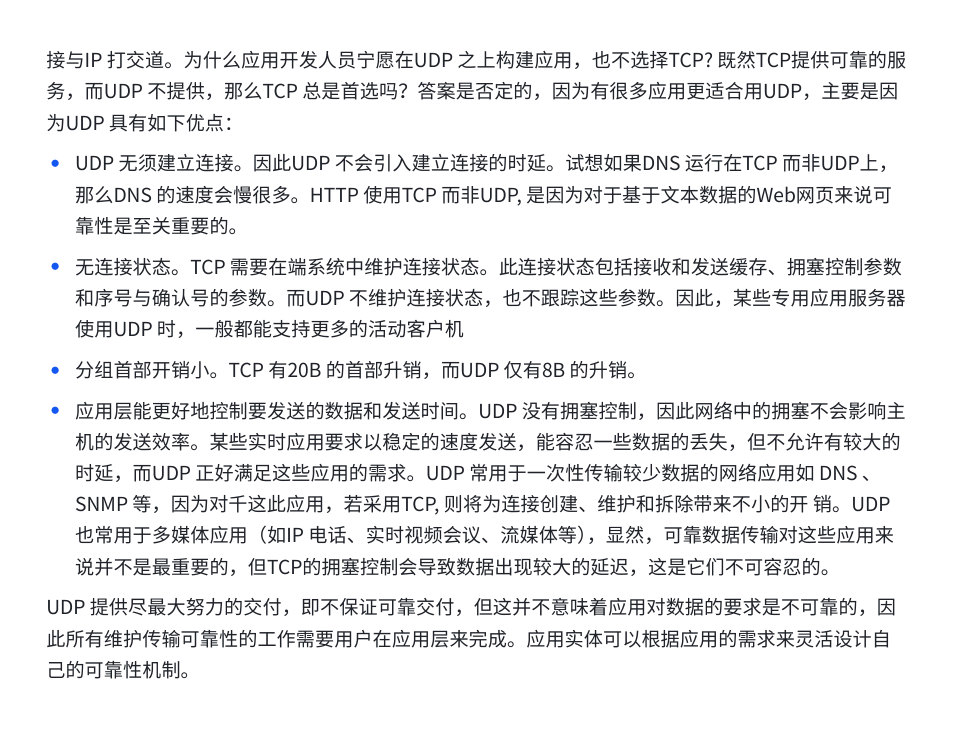 接与IP 打交道。为什么应用开发人员宁愿在UDP 之上构建应用，也不选择TCP? 既然TCP提供可靠的服
务，而UDP 不提供，那么TCP 总是首选吗？答案是否定的，因为有很多应用更适合用UDP，主要是因
为UDP 具有如下优点：
• UDP 无须建立连接。因此UDP 不会引入建立连接的时延。试想如果DNS 运行在TCP 而非UDP上，
那么DNS 的速度会慢很多。HTTP 使用TCP 而非UDP, 是因为对于基于文本数据的Web网页来说可
靠性是至关重要的。
• 无连接状态。TCP 需要在端系统中维护连接状态。此连接状态包括接收和发送缓存、拥塞控制参数
和序号与确认号的参数。而UDP 不维护连接状态，也不跟踪这些参数。因此，某些专用应用服务器
使用UDP 时，一般都能支持更多的活动客户机
• 分组首部开销小。TCP 有20B 的首部升销，而UDP 仅有8B 的升销。
• 应用层能更好地控制要发送的数据和发送时间。UDP 没有拥塞控制，因此网络中的拥塞不会影响主
机的发送效率。某些实时应用要求以稳定的速度发送，能容忍一些数据的丢失，但不允许有较大的
时延，而UDP 正好满足这些应用的需求。UDP 常用于一次性传输较少数据的网络应用如 DNS 、
SNMP 等，因为对千这此应用，若采用TCP, 则将为连接创建、维护和拆除带来不小的开 销。UDP
也常用于多媒体应用（如IP 电话、实时视频会议、流媒体等），显然，可靠数据传输对这些应用来
说并不是最重要的，但TCP的拥塞控制会导致数据出现较大的延迟，这是它们不可容忍的。
UDP 提供尽最大努力的交付，即不保证可靠交付，但这并不意味着应用对数据的要求是不可靠的，因
此所有维护传输可靠性的工作需要用户在应用层来完成。应用实体可以根据应用的需求来灵活设计自
己的可靠性机制。